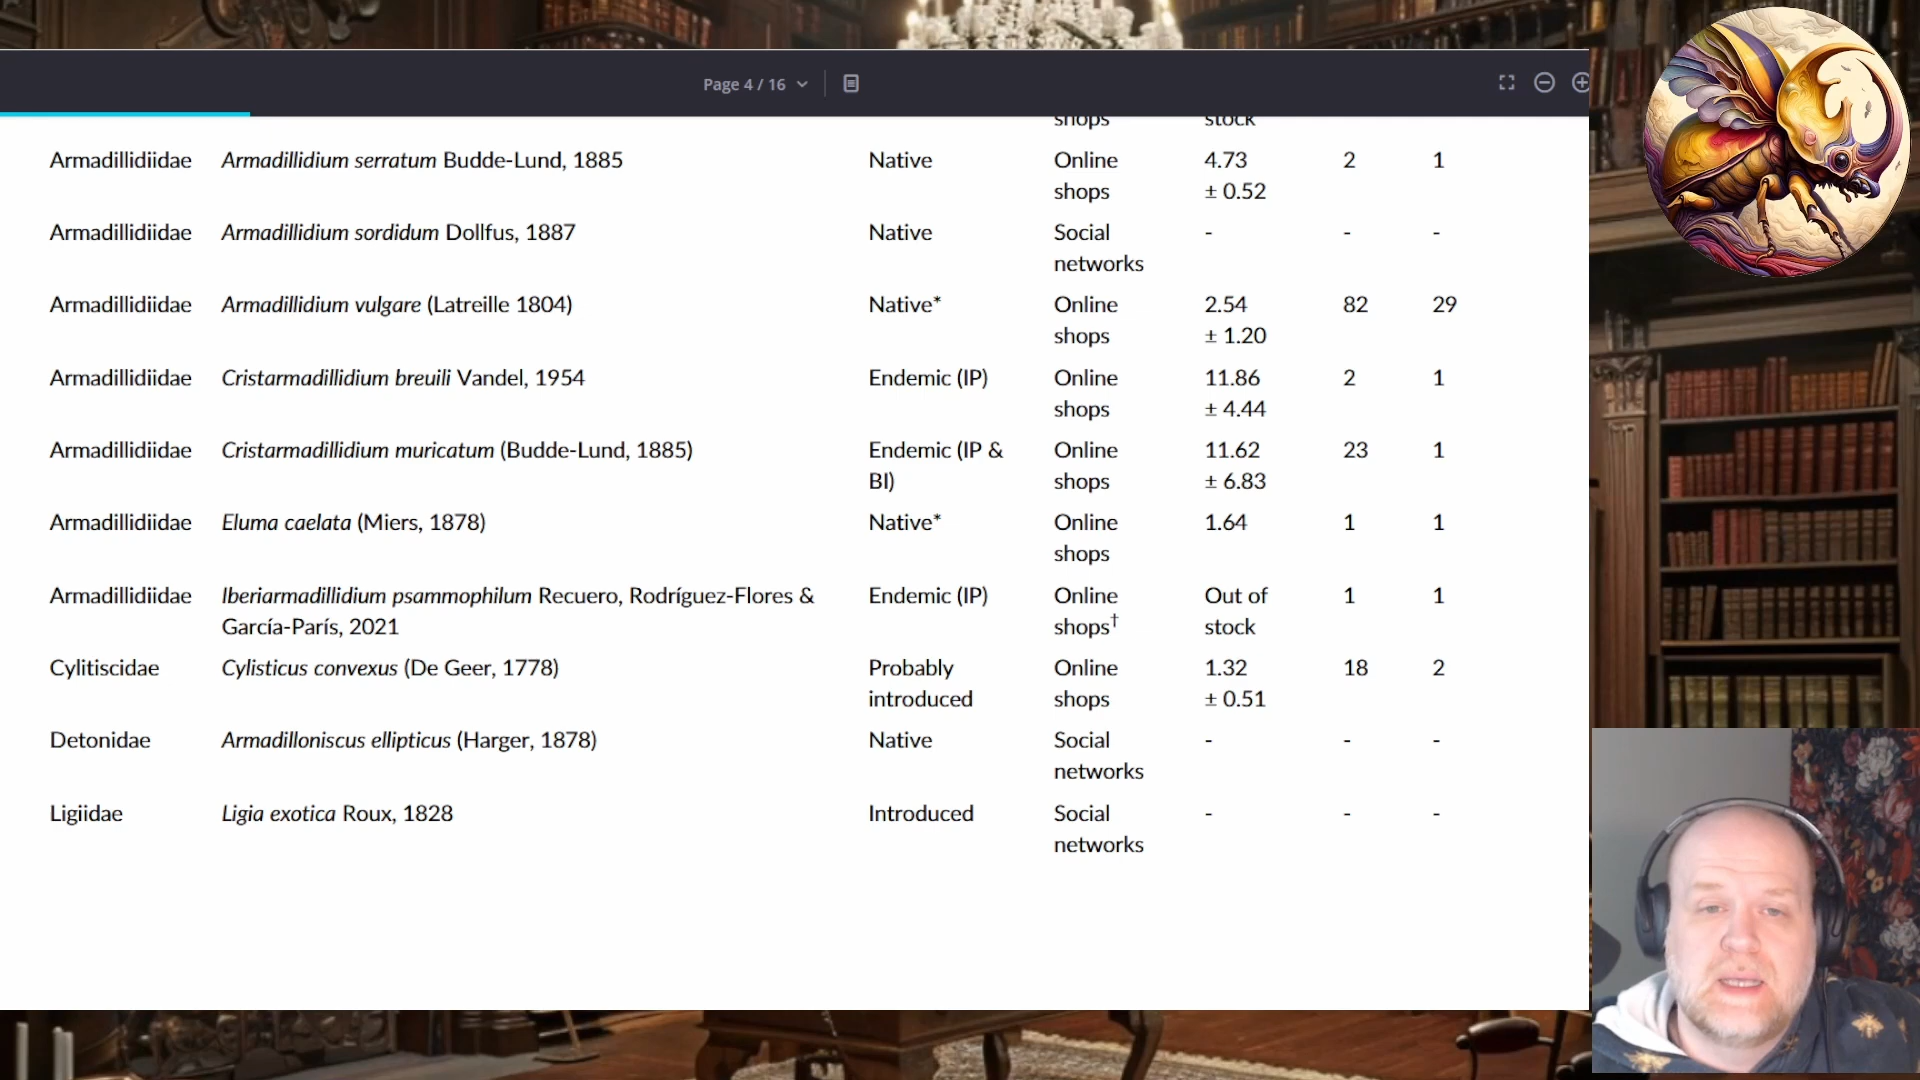 Page 4 / 16
shops stock
Armadillidiidae Armadillidium serratum Budde-Lund, 1885 Native Online 4.73 2 1
shops ± 0.52
Armadillidiidae Armadillidium sordidum Dollfus, 1887 Native Social - - -
networks
Armadillidiidae Armadillidium vulgare (Latreille 1804) Native* Online 2.54 82 29
shops ± 1.20
Armadillidiidae Cristarmadillidium breuili Vandel, 1954 Endemic (IP) Online 11.86 2 1
shops ± 4.44
Armadillidiidae Cristarmadillidium muricatum (Budde-Lund, 1885) Endemic (IP & Online 11.62 23 1
BI) shops ± 6.83
Armadillidiidae Eluma caelata (Miers, 1878) Native* Online 1.64 1 1
shops
Armadillidiidae Iberiarmadillidium psammophilum Recuero, Rodríguez-Flores & Endemic (IP) Online Out of 1 1
García-París, 2021 shops† stock
Cylitiscidae Cylisticus convexus (De Geer, 1778) Probably Online 1.32 18 2
introduced shops ± 0.51
Detonidae Armadilloniscus ellipticus (Harger, 1878) Native Social - - -
networks
Ligiidae Ligia exotica Roux, 1828 Introduced Social - - -
networks